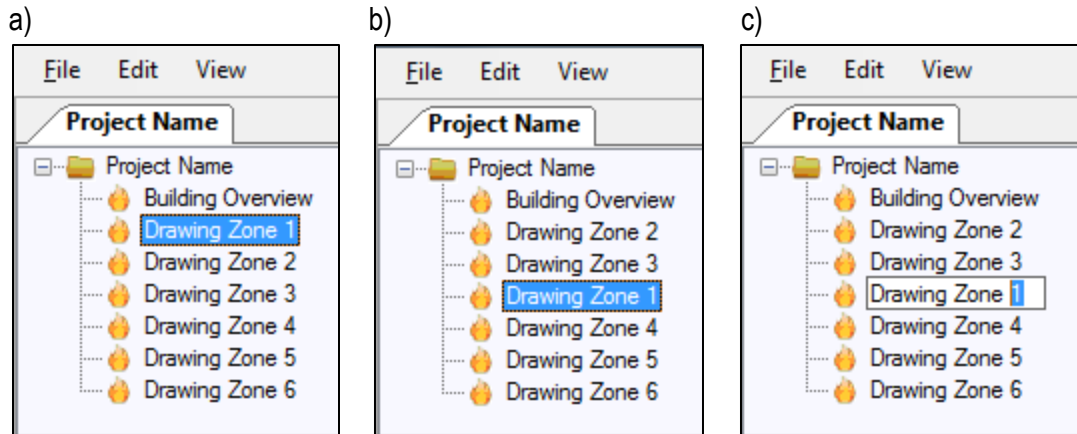 a)
File Edit View
Project Name
Project Name
Building Overview
Drawing Zone 1
Drawing Zone 2
Drawing Zone 3
Drawing Zone 4
Drawing Zone 5
Drawing Zone 6
b)
File Edit View
Project Name
Project Name
Building Overview
Drawing Zone 2
Drawing Zone 3
Drawing Zone 1
Drawing Zone 4
Drawing Zone 5
Drawing Zone 6
c)
File Edit View
Project Name
Project Name
Building Overview
Drawing Zone 2
Drawing Zone 3
Drawing Zone 1
Drawing Zone 4
Drawing Zone 5
Drawing Zone 6